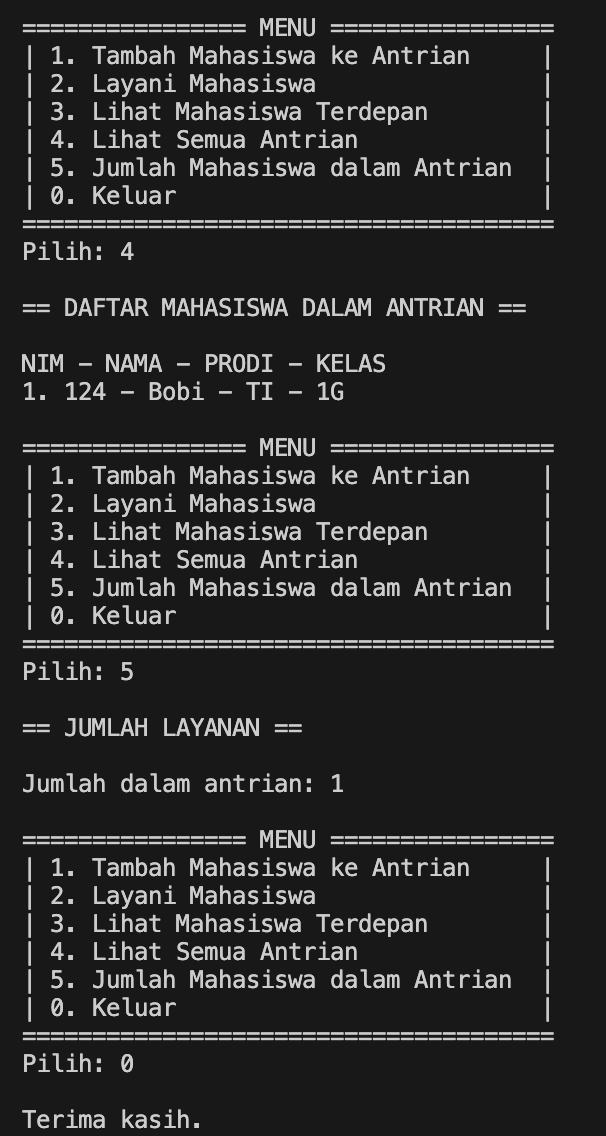 ================ MENU ================
| 1. Tambah Mahasiswa ke Antrian     |
| 2. Layani Mahasiswa                |
| 3. Lihat Mahasiswa Terdepan        |
| 4. Lihat Semua Antrian             |
| 5. Jumlah Mahasiswa dalam Antrian  |
| 0. Keluar                          |
======================================
Pilih: 4
== DAFTAR MAHASISWA DALAM ANTRIAN ==
NIM - NAMA - PRODI - KELAS
1. 124 - Bobi - TI - 1G
================ MENU ================
| 1. Tambah Mahasiswa ke Antrian     |
| 2. Layani Mahasiswa                |
| 3. Lihat Mahasiswa Terdepan        |
| 4. Lihat Semua Antrian             |
| 5. Jumlah Mahasiswa dalam Antrian  |
| 0. Keluar                          |
======================================
Pilih: 5
== JUMLAH LAYANAN ==
Jumlah dalam antrian: 1
================ MENU ================
| 1. Tambah Mahasiswa ke Antrian     |
| 2. Layani Mahasiswa                |
| 3. Lihat Mahasiswa Terdepan        |
| 4. Lihat Semua Antrian             |
| 5. Jumlah Mahasiswa dalam Antrian  |
| 0. Keluar                          |
======================================
Pilih: 0
Terima kasih.